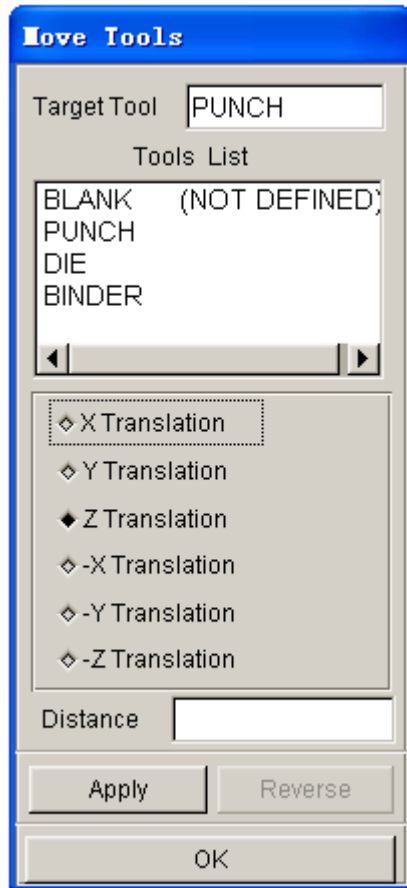 Move Tools
Target Tool PUNCH
Tools List
BLANK (NOT DEFINED)
PUNCH
DIE
BINDER
X Translation
Y Translation
Z Translation
-X Translation
-Y Translation
-Z Translation
Distance
Apply Reverse
OK